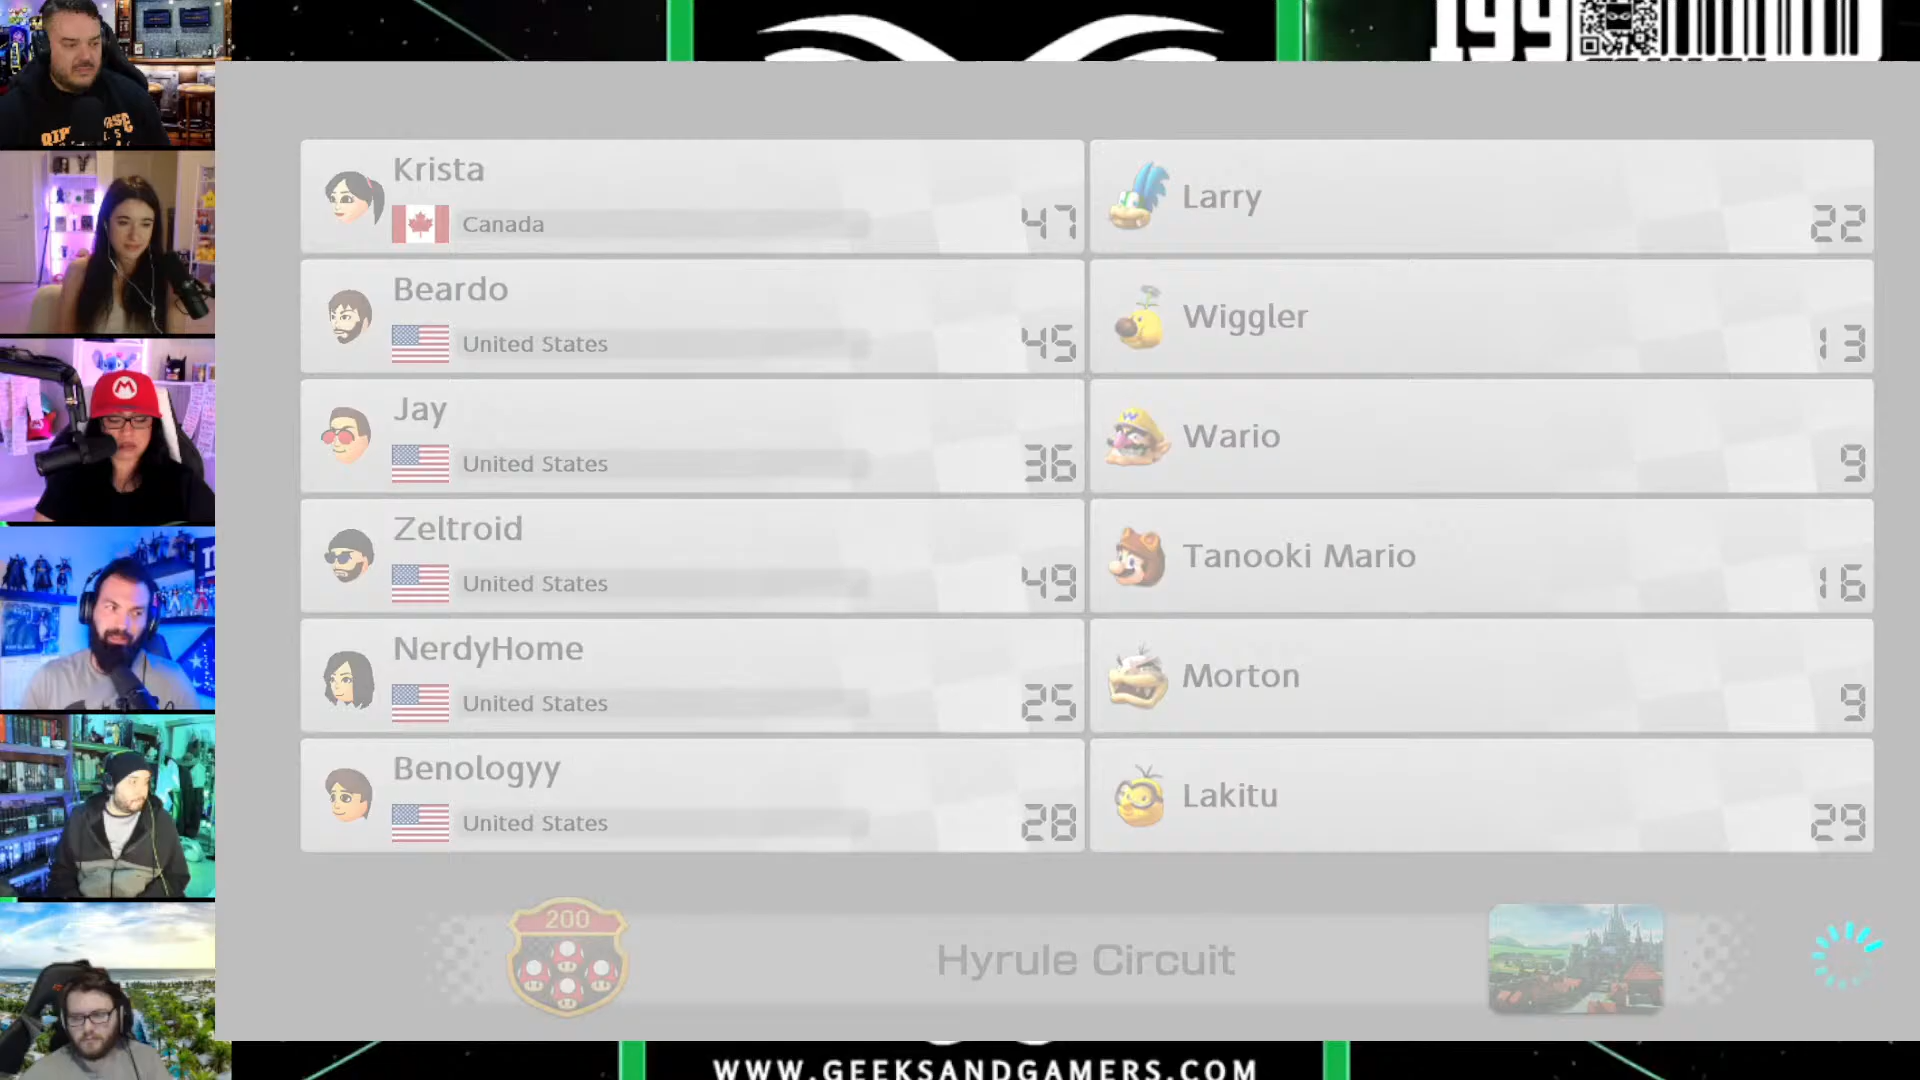 199
Krista
Canada
47
Beardo
United States
45
Jay
United States
36
Zeltroid
United States
49
NerdyHome
United States
25
Benologyy
United States
28
Larry
22
Wiggler
13
Wario
9
Tanooki Mario
16
Morton
9
Lakitu
29
200
Hyrule Circuit
WWW.GEEKSANDGAMERS.COM